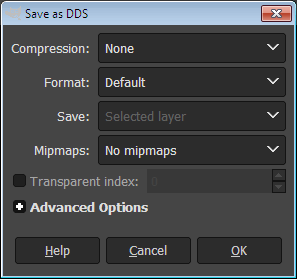 Save as DDS
Compression: None
Format: Default
Save: Selected layer
Mipmaps: No mipmaps
Transparent index: 0
Advanced Options
Help Cancel OK